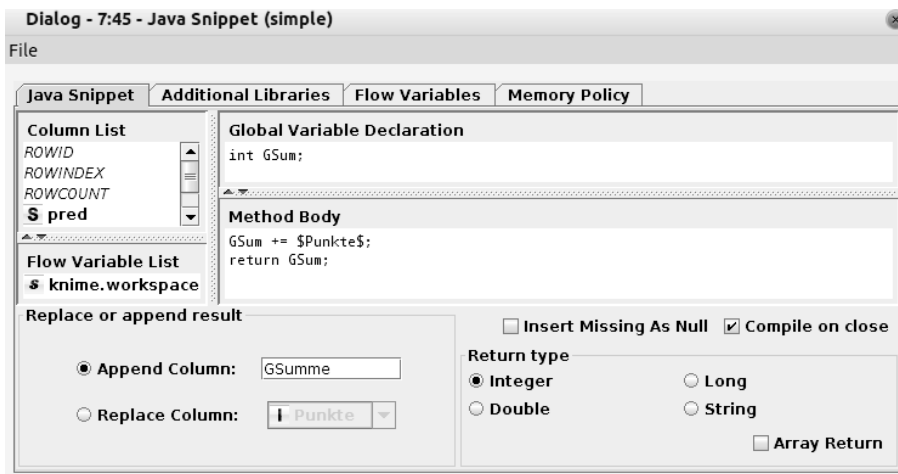 Dialog - 7:45 - Java Snippet (simple)
File
Java Snippet
Additional Libraries
Flow Variables
Memory Policy
Column List
ROWID
ROWINDEX
ROWCOUNT
S pred
Flow Variable List
s knime.workspace
Global Variable Declaration
int GSum;
Method Body
GSum += $Punkte$;
return GSum;
Replace or append result
Append Column: GSumme
Replace Column: I Punkte
Insert Missing As Null
Compile on close
Return type
Integer
Long
Double
String
Array Return